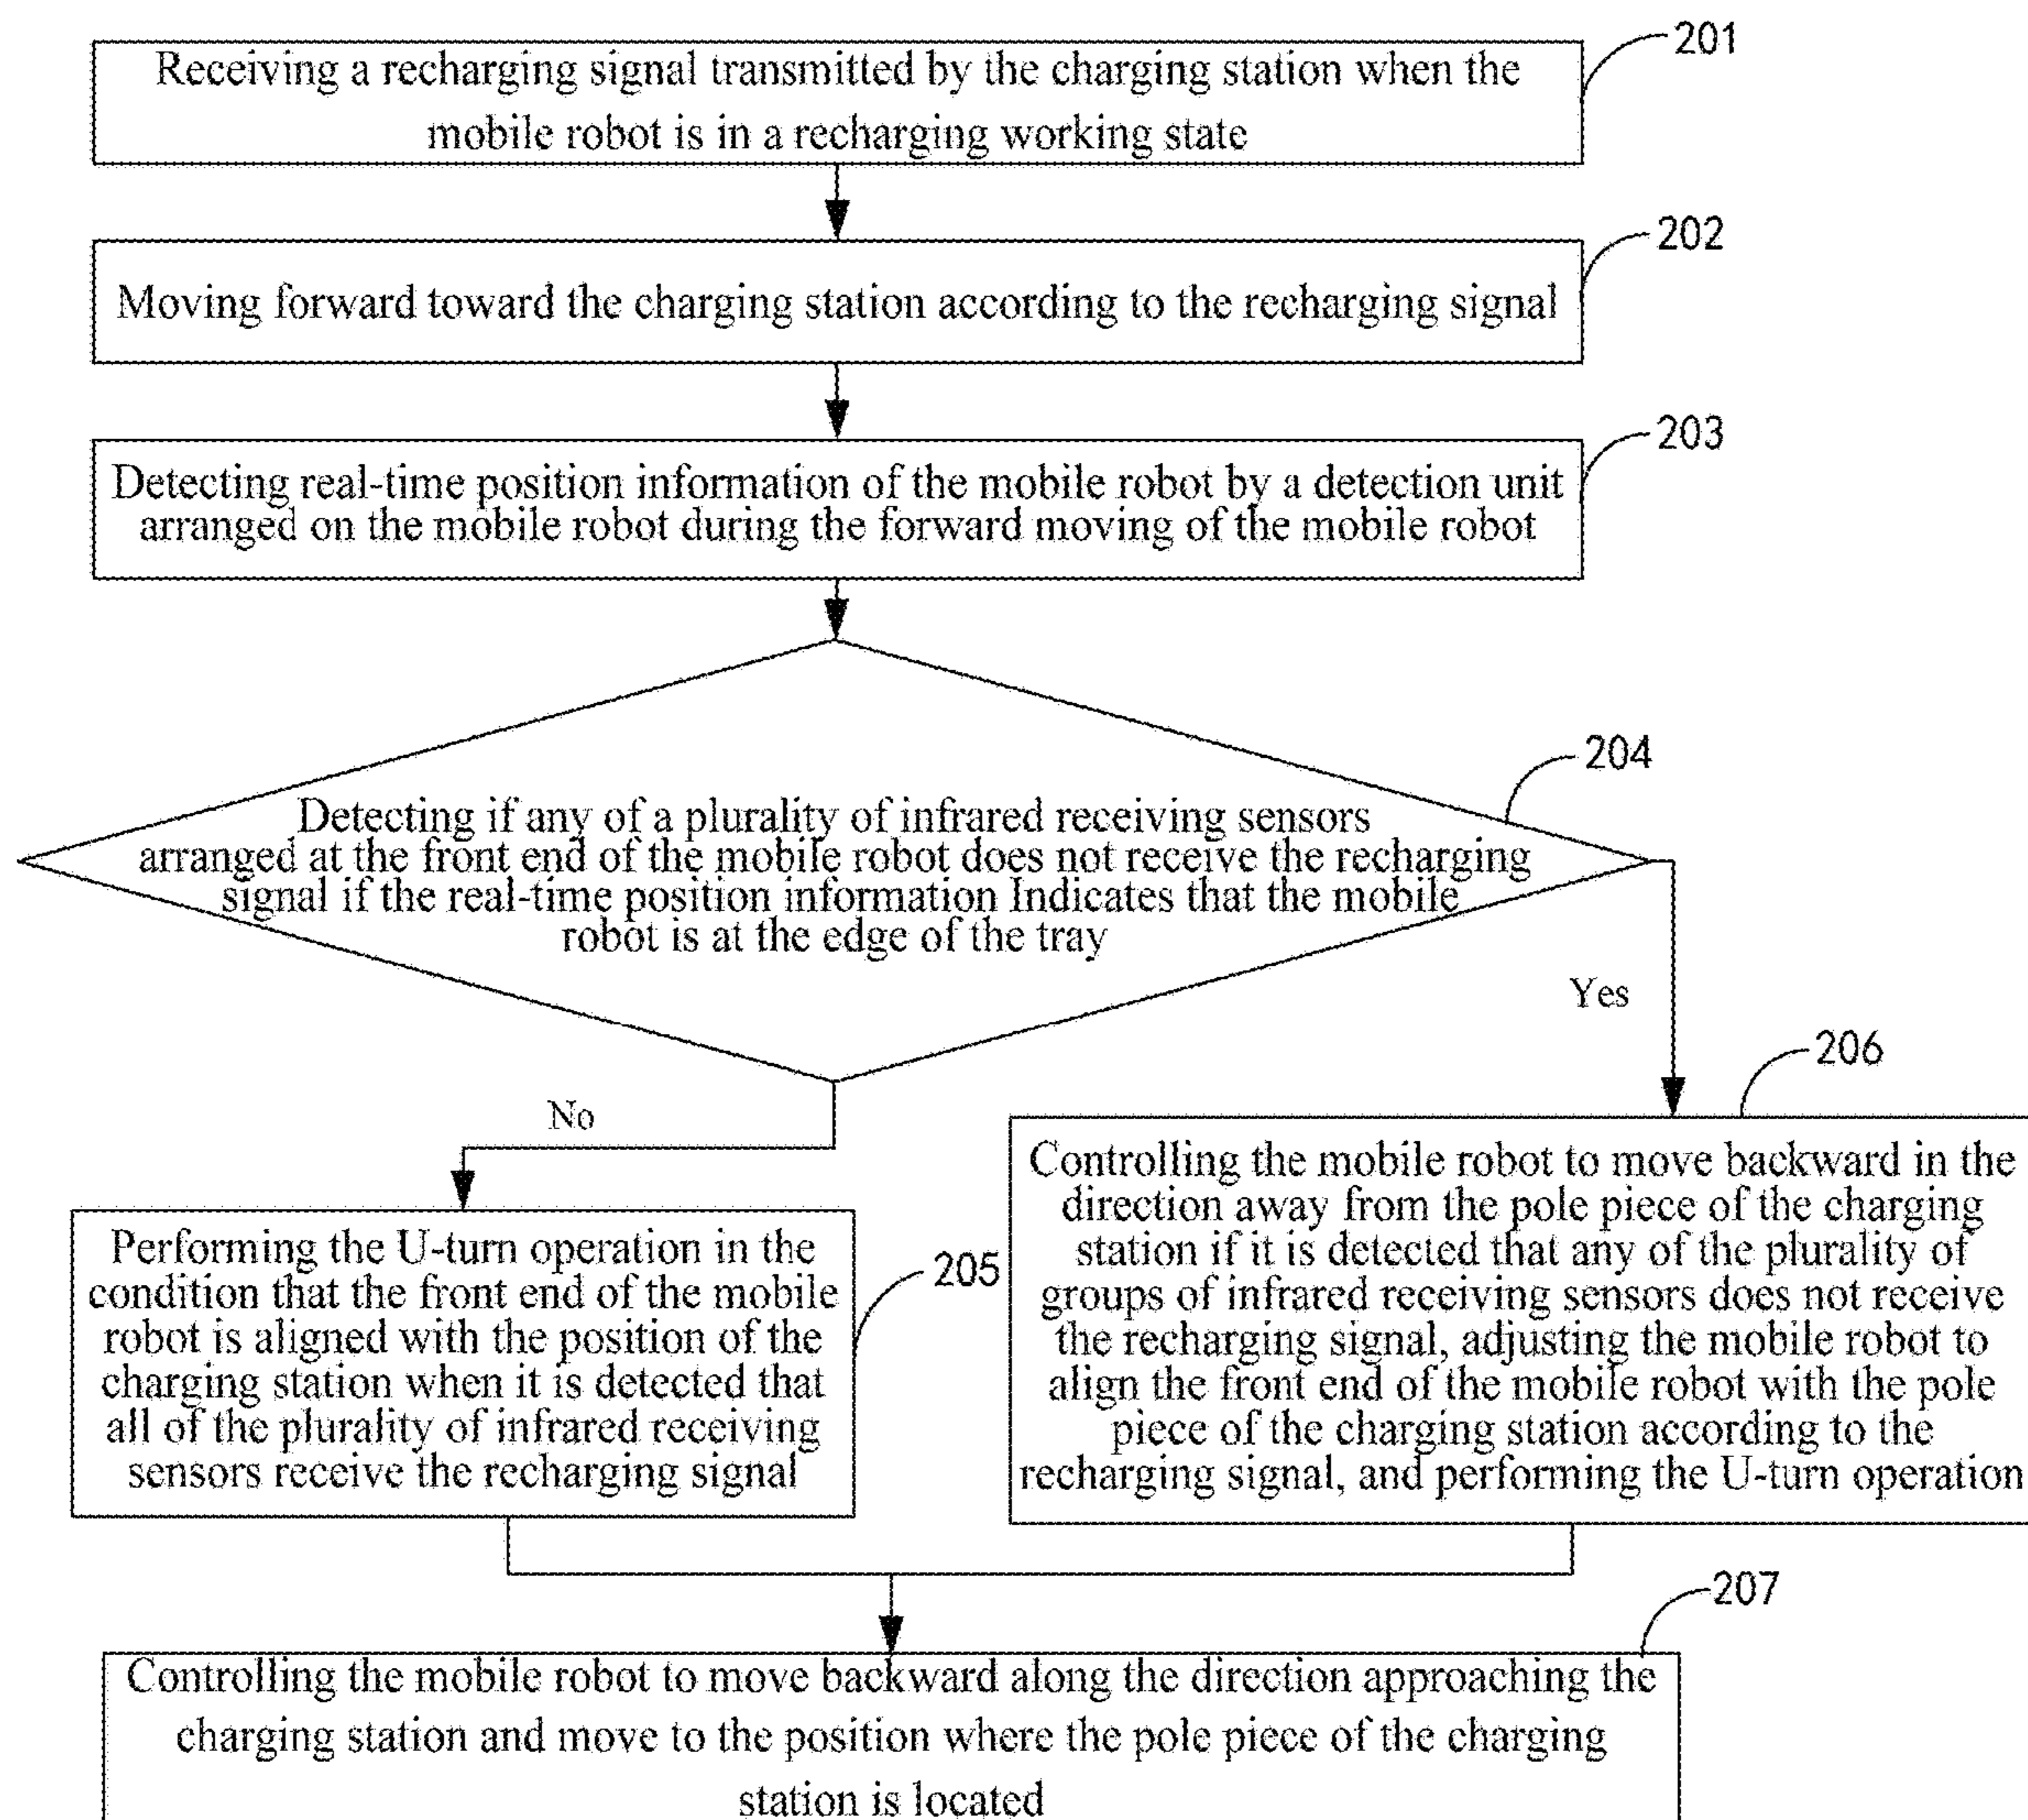 201
Receiving a recharging signal transmitted by the charging station when the
mobile robot is in a recharging working state
202
Moving forward toward the charging station according to the recharging signal
203
Detecting real-time position information of the mobile robot by a detection unit
arranged on the mobile robot during the forward moving of the mobile robot
204
Detecting if any of a plurality of infrared receiving sensors
arranged at the front end of the mobile robot does not receive the recharging
signal if the real-time position information Indicates that the mobile
robot is at the edge of the tray
Yes
No
206
Controlling the mobile robot to move backward in the
direction away from the pole piece of the charging
station if it is detected that any of the plurality of
groups of infrared receiving sensors does not receive
the recharging signal, adjusting the mobile robot to
align the front end of the mobile robot with the pole
piece of the charging station according to the
recharging signal, and performing the U-turn operation
205
Performing the U-turn operation in the
condition that the front end of the mobile
robot is aligned with the position of the
charging station when it is detected that
all of the plurality of infrared receiving
sensors receive the recharging signal
207
Controlling the mobile robot to move backward along the direction approaching the
charging station and move to the position where the pole piece of the charging
station is located